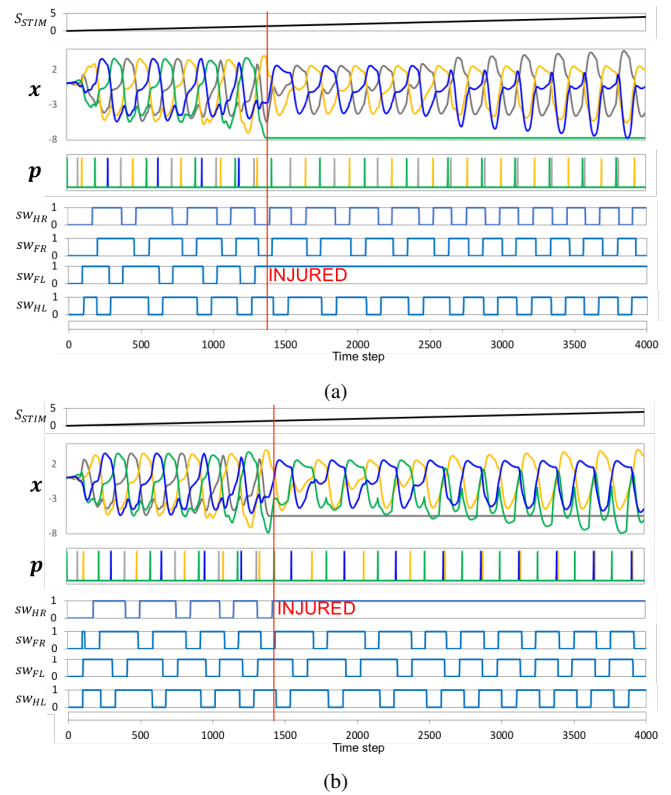 S_STIM 5
0
x 2
-3
-8
p
sw_HR 1
0
sw_FR 1
0
sw_FL 1
0
INJURED
sw_HL 1
0
0 500 1000 1500 2000 2500 3000 3500 4000
Time step
(a)
S_STIM 5
0
x 2
-3
-8
p
sw_HR 1
0
INJURED
sw_FR 1
0
sw_FL 1
0
sw_HL 1
0
0 500 1000 1500 2000 2500 3000 3500 4000
Time step
(b)